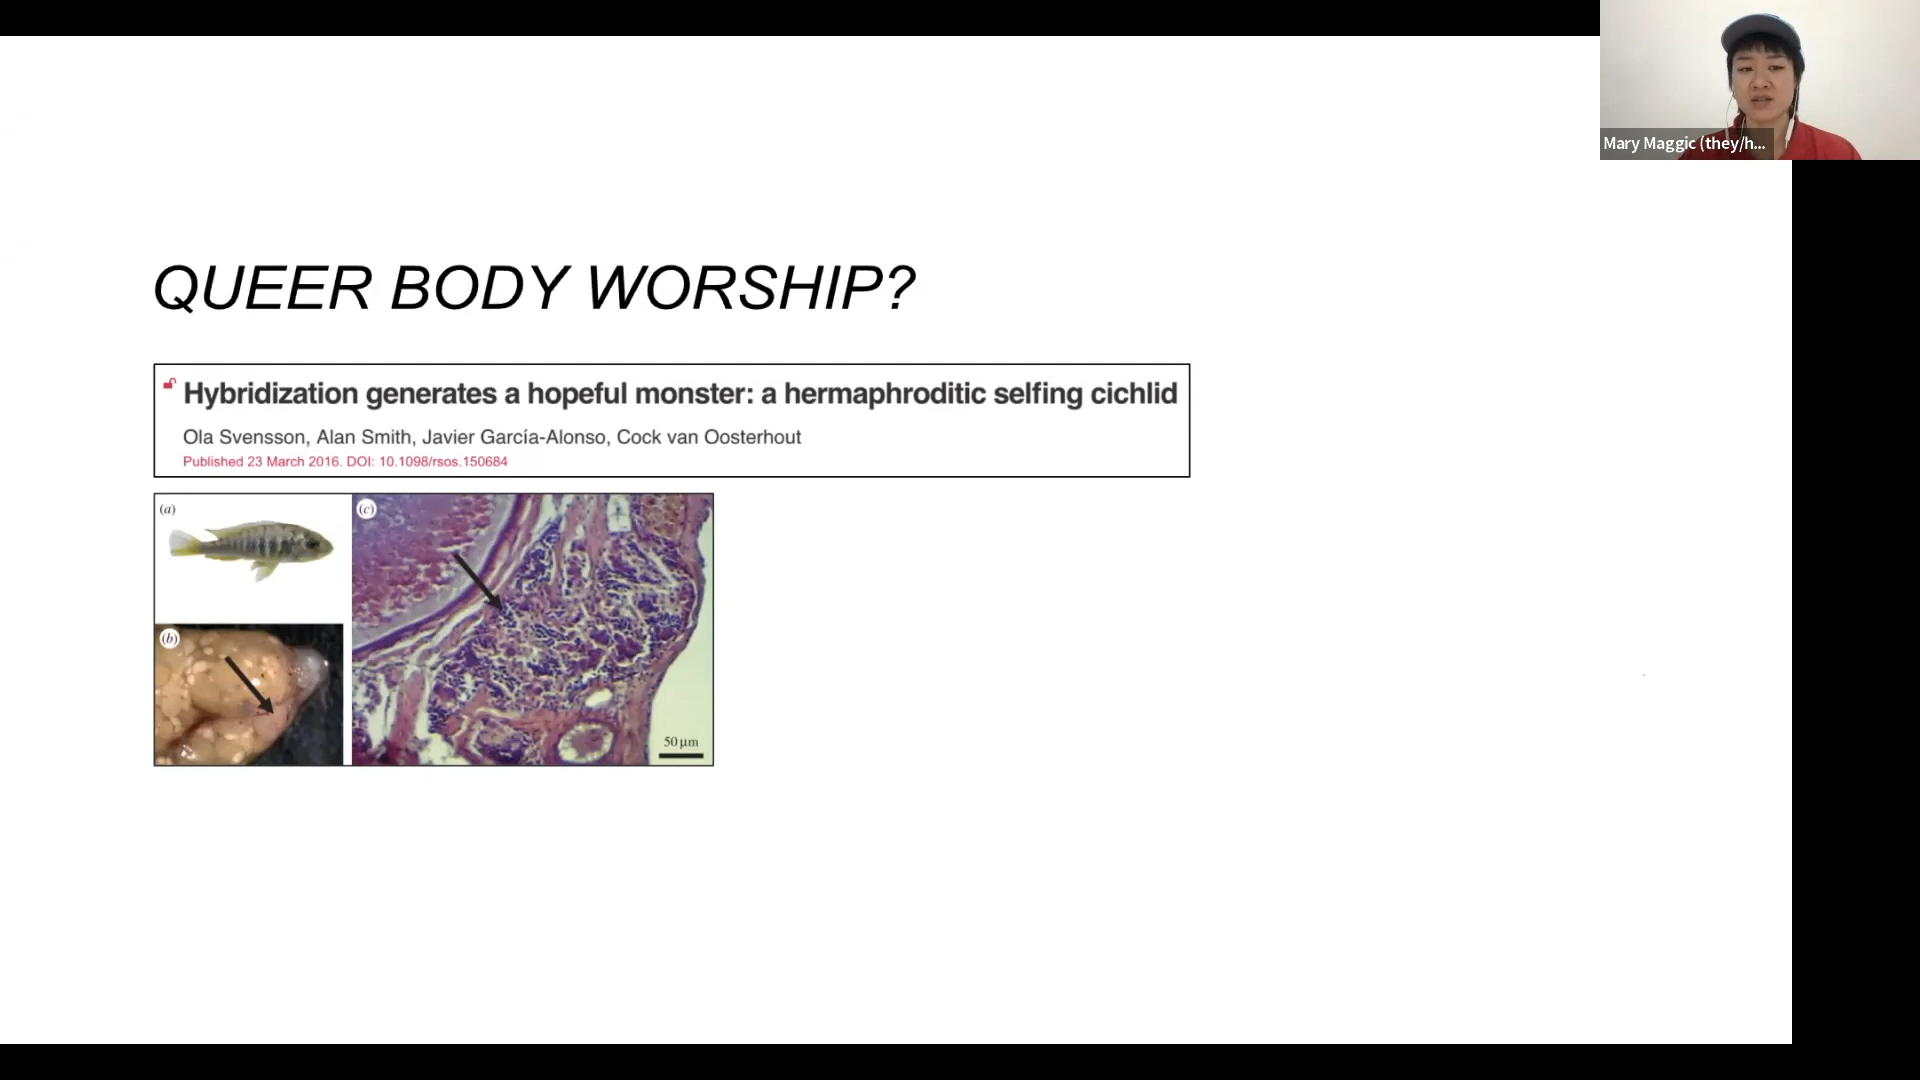 Mary Maggic (they/h...
QUEER BODY WORSHIP?
Hybridization generates a hopeful monster: a hermaphroditic selfing cichlid
Ola Svensson, Alan Smith, Javier García-Alonso, Cock van Oosterhout
Published 23 March 2016. DOI: 10.1098/rsos.150684
(a)
(c)
(b)
50 µm